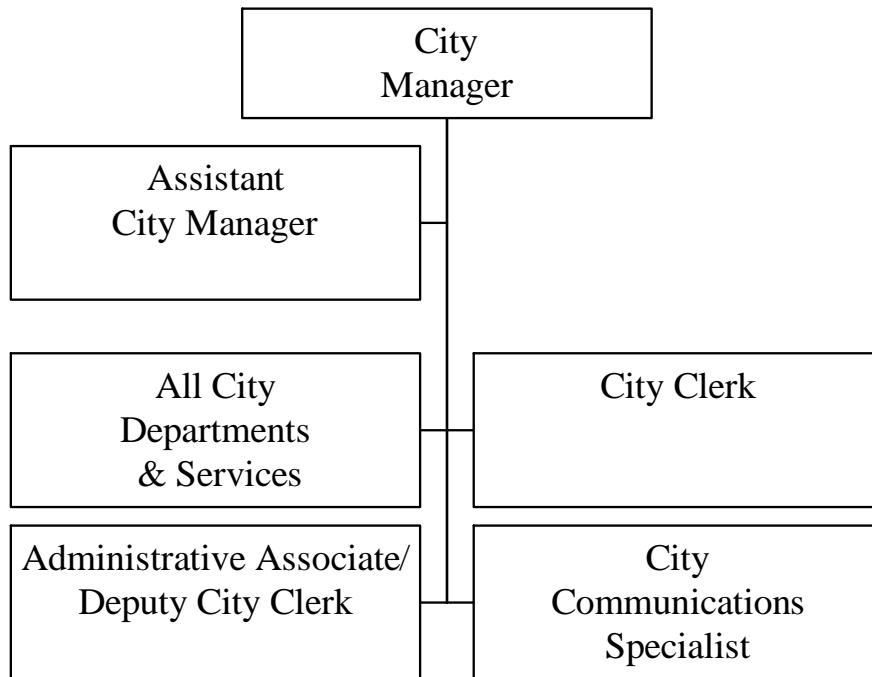 City
Manager
Assistant
City Manager
All City
Departments
& Services
City Clerk
Administrative Associate/
Deputy City Clerk
City
Communications
Specialist